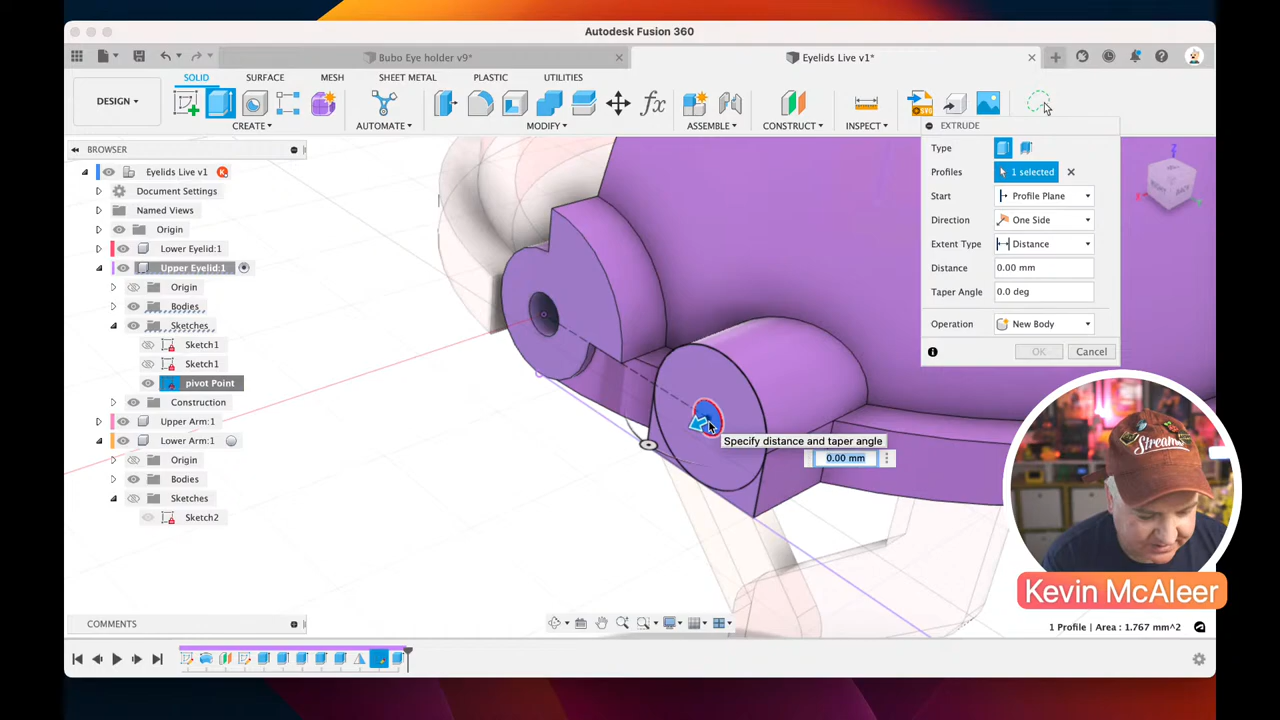 Autodesk Fusion 360
Bubo Eye holder v9*
Eyelids Live v1*
SOLID SURFACE MESH SHEET METAL PLASTIC UTILITIES
DESIGN
CREATE AUTOMATE MODIFY ASSEMBLE CONSTRUCT INSPECT
SVG
fx
BROWSER
Eyelids Live v1
K
Document Settings
Named Views
Origin
Lower Eyelid:1
Upper Eyelid:1
Origin
Bodies
Sketches
Sketch1
Sketch1
pivot Point
Construction
Upper Arm:1
Lower Arm:1
Origin
Bodies
Sketches
Sketch2
EXTRUDE
Type
Profiles 1 selected
Start Profile Plane
Direction One Side
Extent Type Distance
Distance 0.00 mm
Taper Angle 0.0 deg
Operation New Body
OK Cancel
Z
RIGHT BACK
X
Specify distance and taper angle
0.00 mm
Streams
Kevin McAleer
COMMENTS
1 Profile | Area : 1.767 mm^2